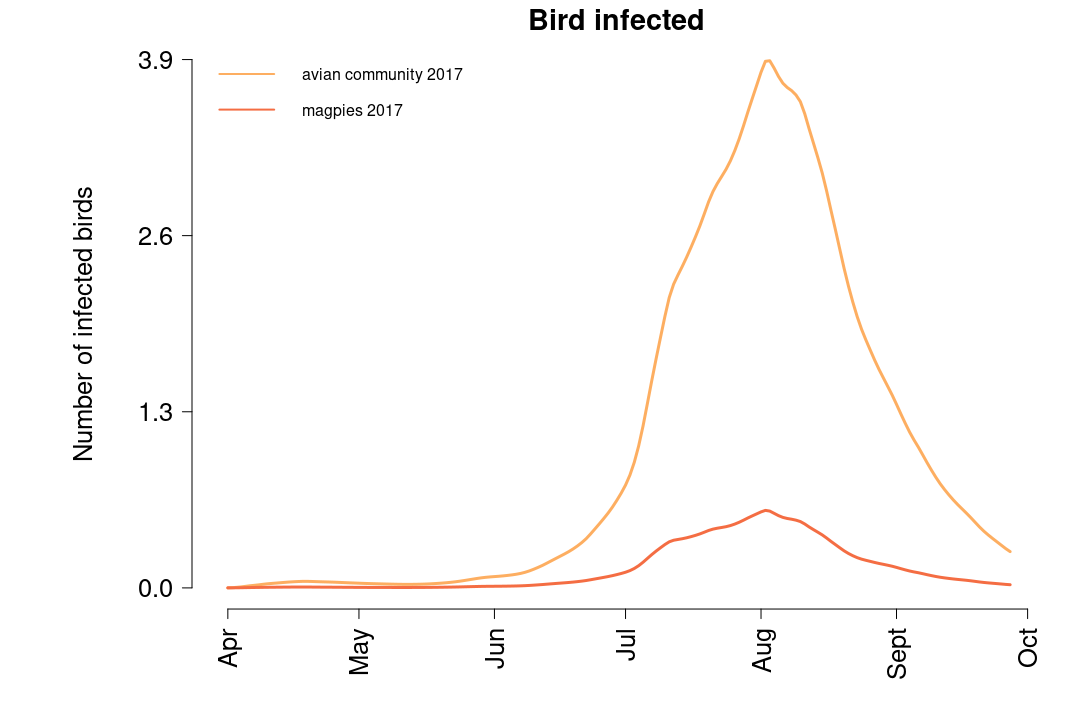 Bird infected
avian community 2017
magpies 2017
Number of infected birds
3.9
2.6
1.3
0.0
Apr
May
Jun
Jul
Aug
Sept
Oct